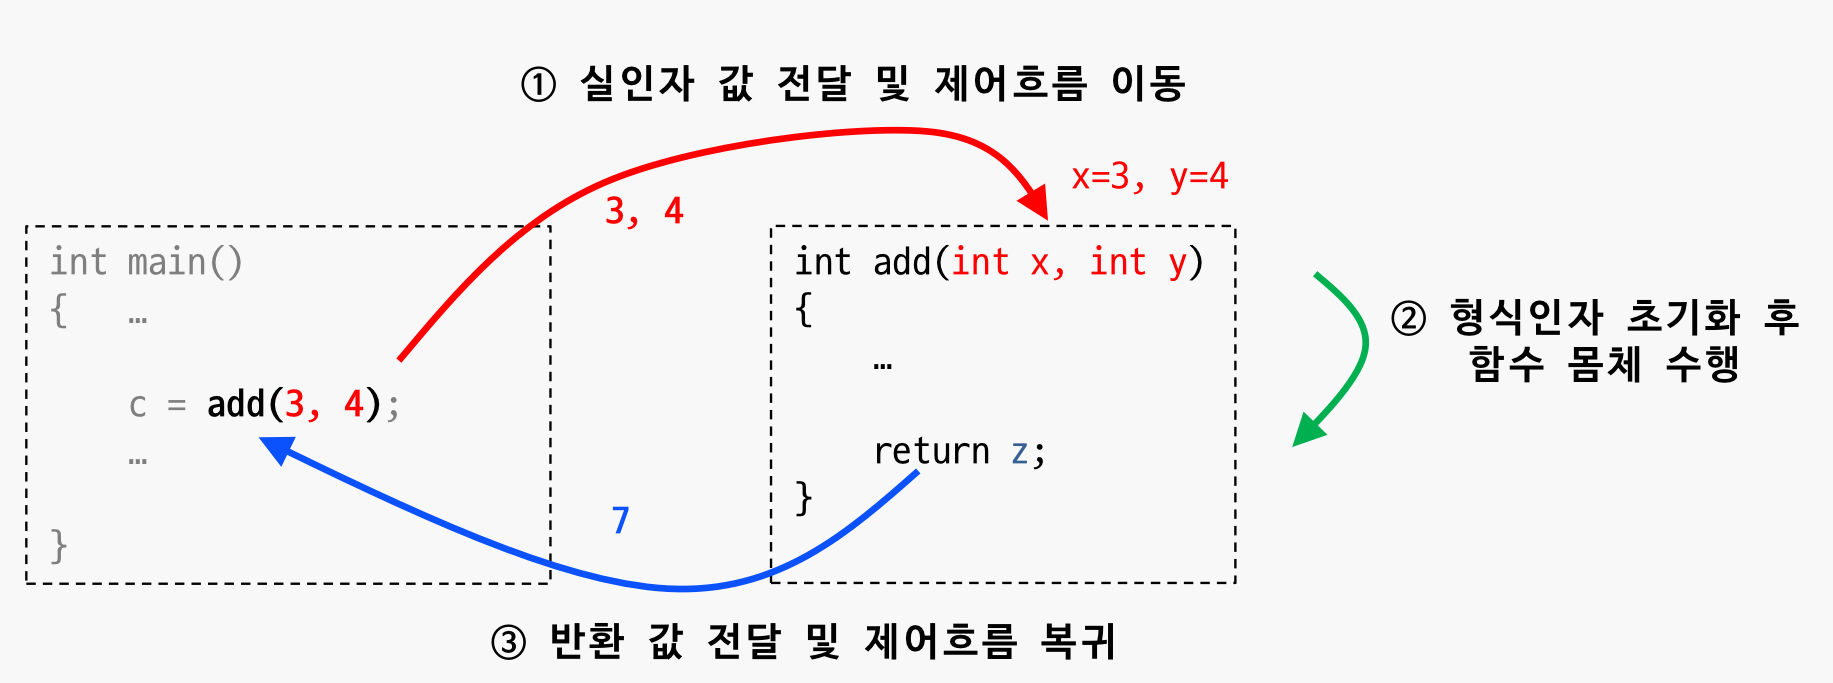 ① 실인자 값 전달 및 제어흐름 이동
x=3, y=4
3, 4
int main()
{ …
c = add(3, 4);
…
}
int add(int x, int y)
{
…
return z;
}
② 형식인자 초기화 후
함수 몸체 수행
7
③ 반환 값 전달 및 제어흐름 복귀